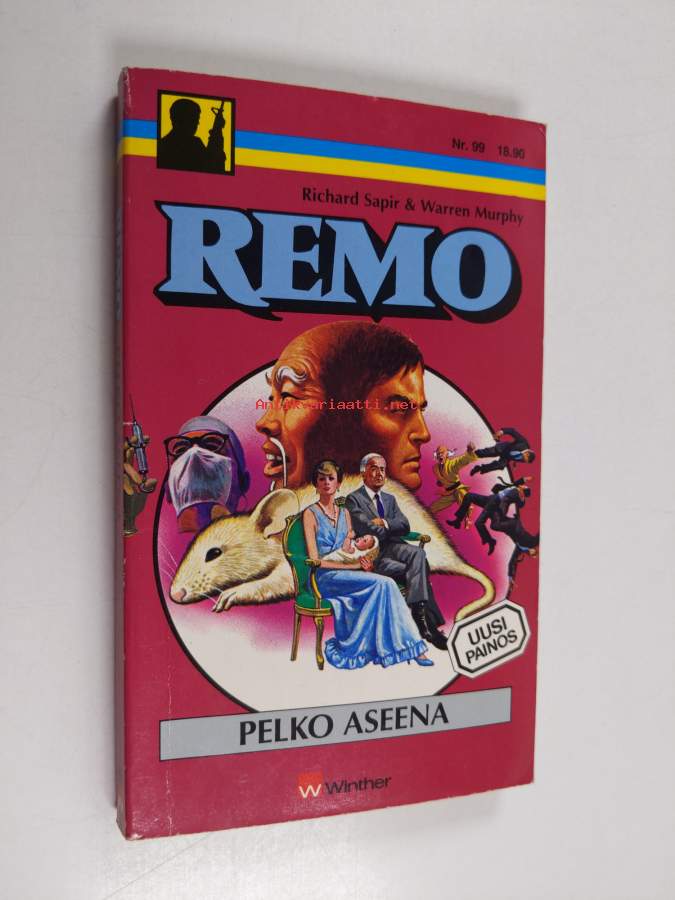 Nr. 99 18.90
Richard Sapir & Warren Murphy
REMO
Antikvariaatti.net
UUSI
PAINOS
PELKO ASEENA
W Winther